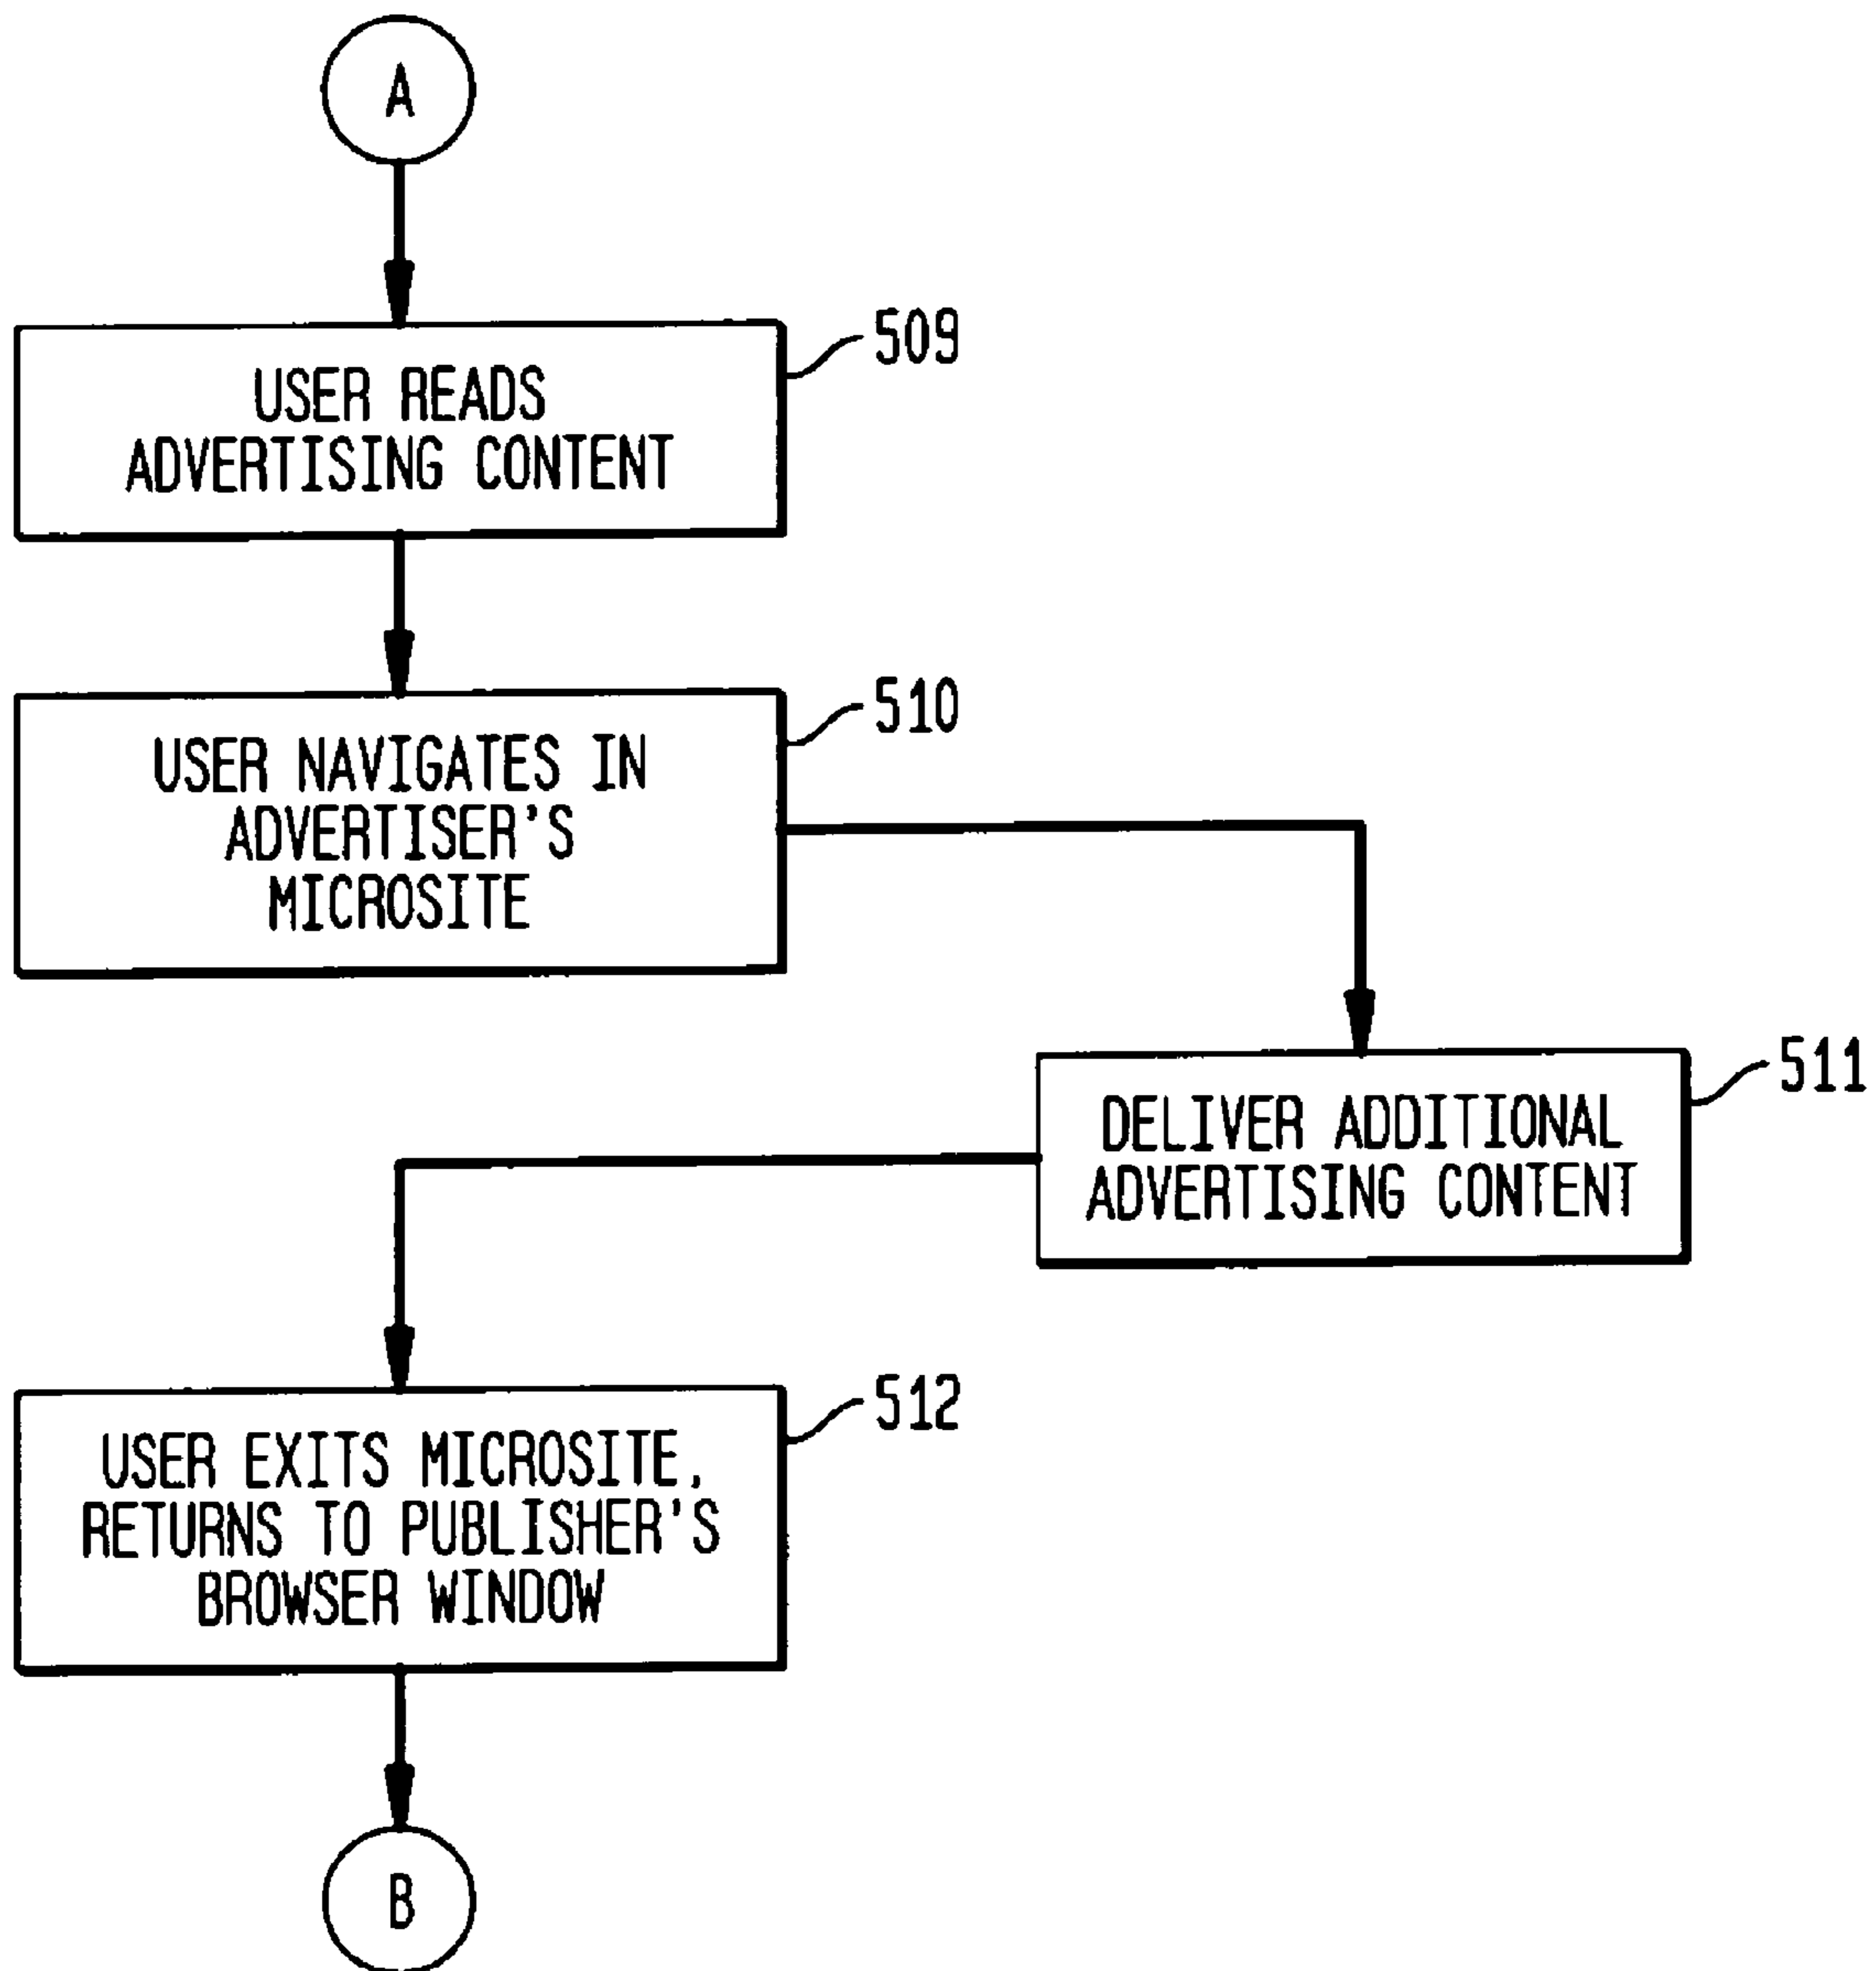 A
509
USER READS
ADVERTISING CONTENT
510
USER NAVIGATES IN
ADVERTISER'S
MICROSITE
511
DELIVER ADDITIONAL
ADVERTISING CONTENT
512
USER EXITS MICROSITE,
RETURNS TO PUBLISHER'S
BROWSER WINDOW
B